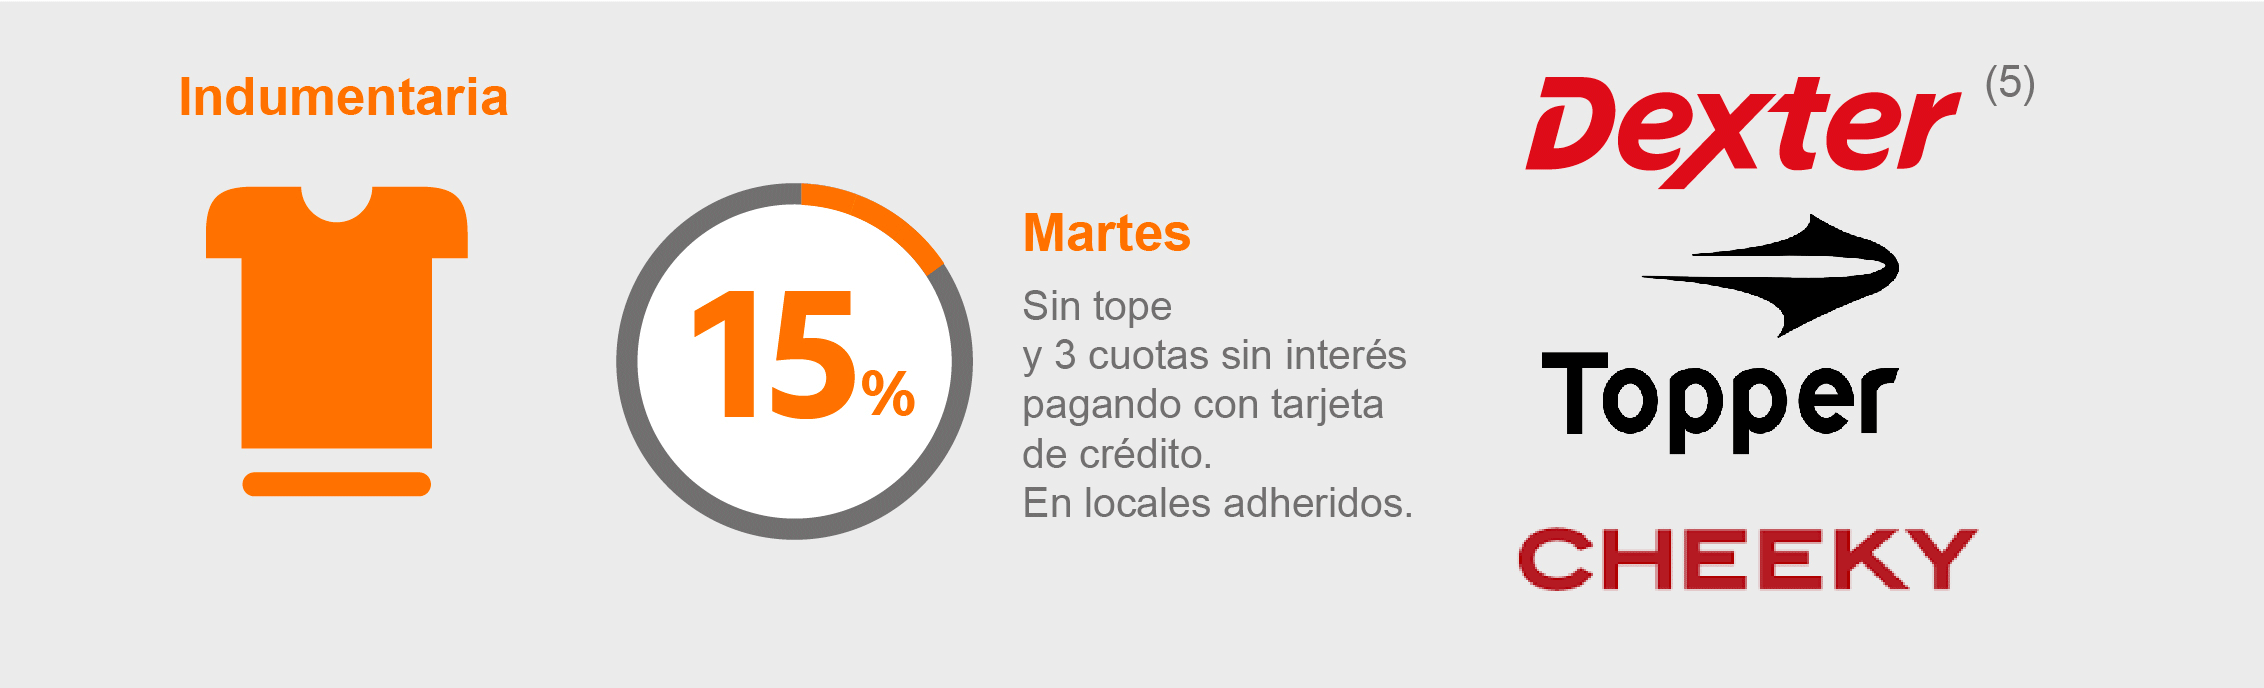 Indumentaria
15%
Martes
Sin tope
y 3 cuotas sin interés
pagando con tarjeta
de crédito.
En locales adheridos.
Dexter (5)
Topper
CHEEKY